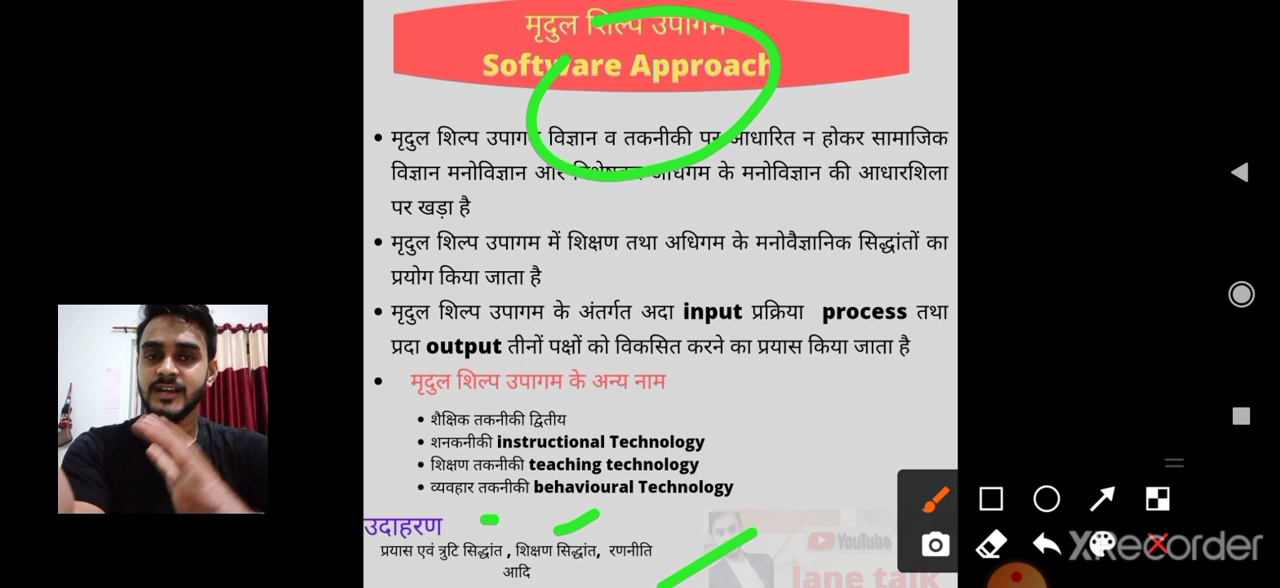 मृदुल शिल्प उपागम
Software Approach
मृदुल शिल्प उपागम विज्ञान व तकनीकी पर आधारित न होकर सामाजिक
विज्ञान मनोविज्ञान और अधिगम के मनोविज्ञान की आधारशिला
पर खड़ा है
मृदुल शिल्प उपागम में शिक्षण तथा अधिगम के मनोवैज्ञानिक सिद्धांतों का
प्रयोग किया जाता है
मृदुल शिल्प उपागम के अंतर्गत अदा input प्रक्रिया process तथा
प्रदा output तीनों पक्षों को विकसित करने का प्रयास किया जाता है
मृदुल शिल्प उपागम के अन्य नाम
शैक्षिक तकनीकी द्वितीय
शनकनीकी instructional Technology
शिक्षण तकनीकी teaching technology
व्यवहार तकनीकी behavioural Technology
उदाहरण
प्रयास एवं त्रुटि सिद्धांत , शिक्षण सिद्धांत, रणनीति
आदि
YouTube
Jane talk
XRecorder